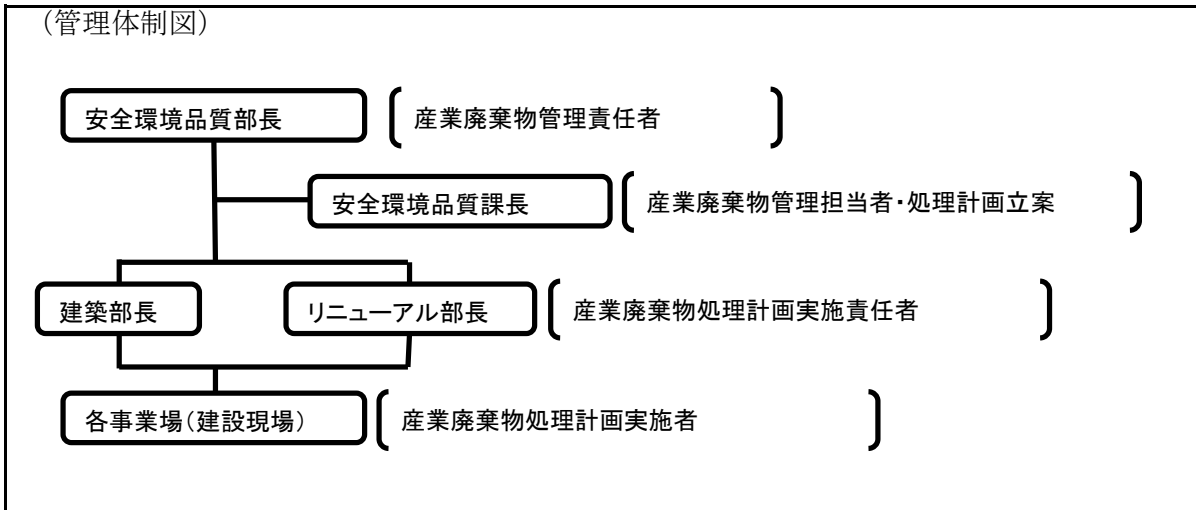 （管理体制図）
安全環境品質部長 産業廃棄物管理責任者
安全環境品質課長 産業廃棄物管理担当者・処理計画立案
建築部長 リニューアル部長 産業廃棄物処理計画実施責任者
各事業場（建設現場） 産業廃棄物処理計画実施者